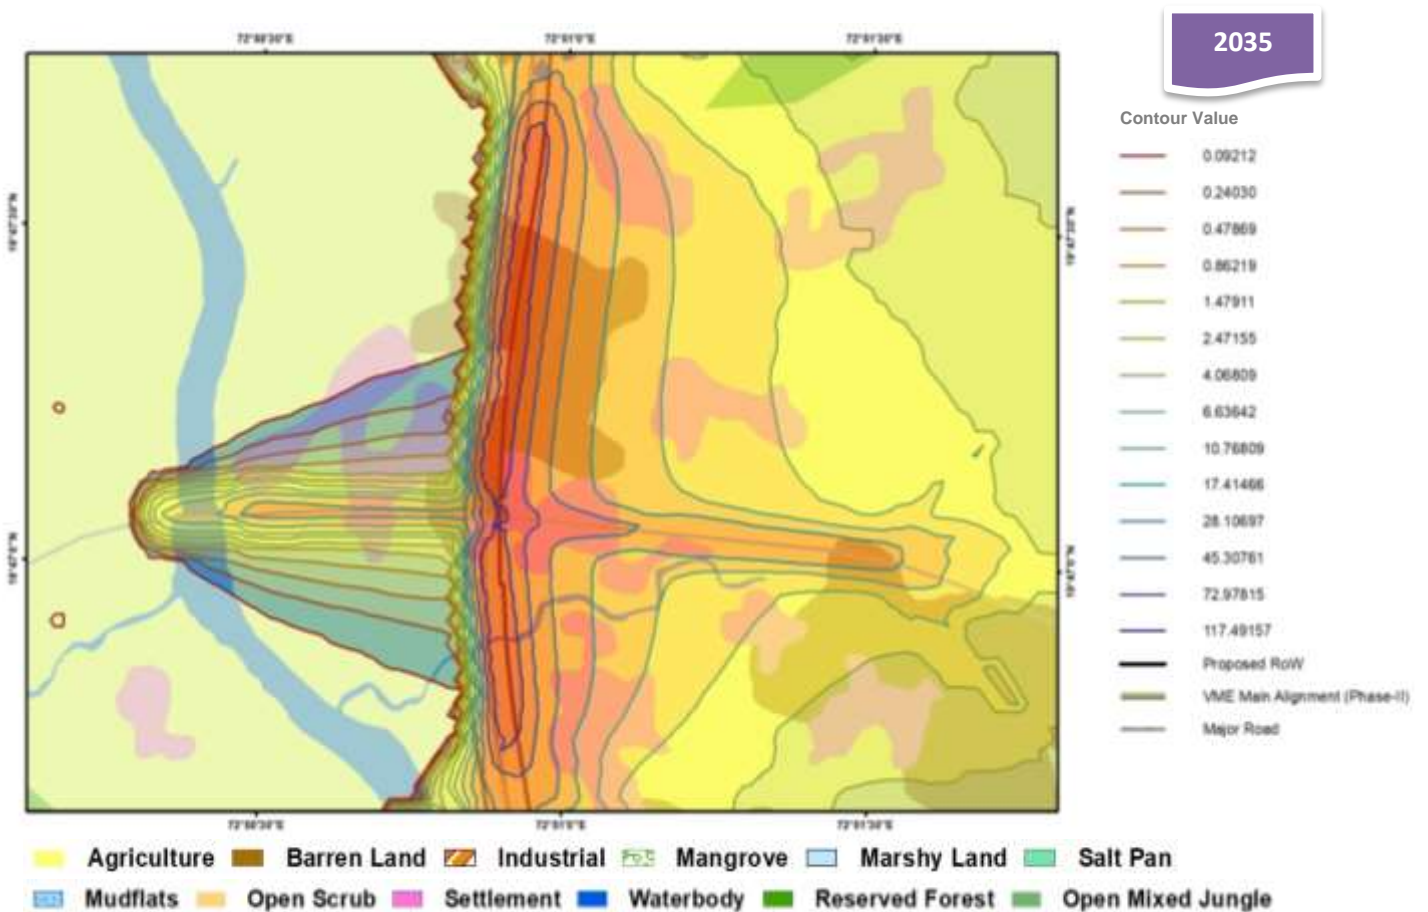 2035
Contour Value
0.09212
0.24030
0.47869
0.86219
1.47911
2.47155
4.06809
6.63642
10.76809
17.41466
28.10697
45.30761
72.97815
117.49157
Proposed RoW
VME Main Alignment (Phase-II)
Major Road
Agriculture Barren Land Industrial Mangrove Marshy Land Salt Pan
Mudflats Open Scrub Settlement Waterbody Reserved Forest Open Mixed Jungle